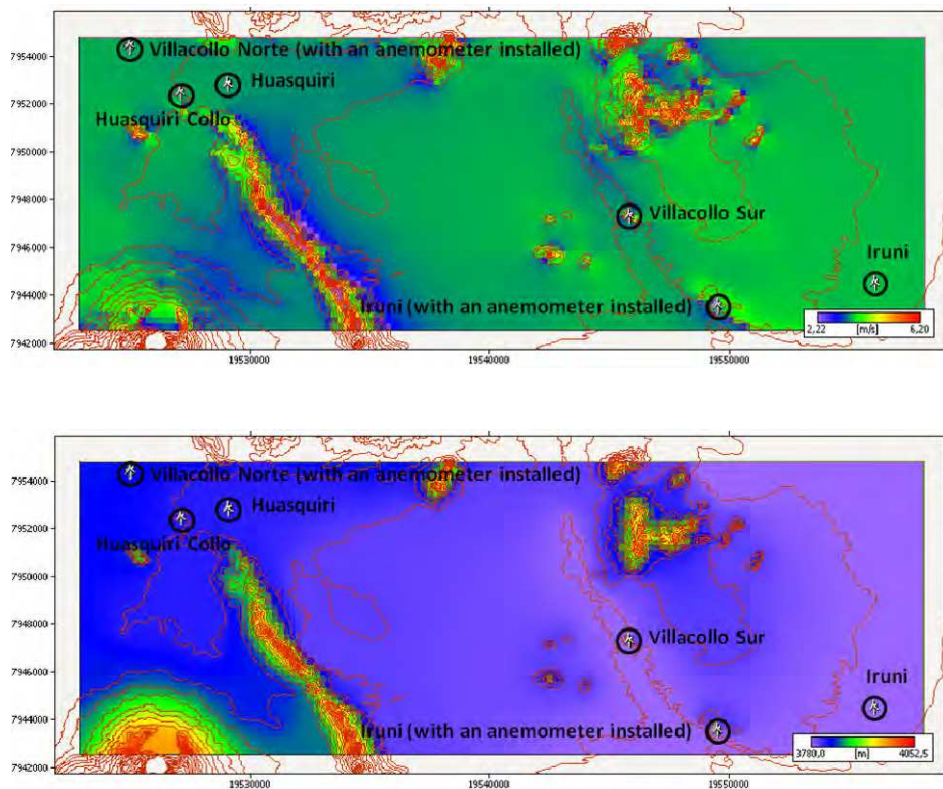 7954000
Villacollo Norte (with an anemometer installed)
Huasquiri
7952000
Huasquiri Collo
7950000
7948000
Villacollo Sur
7946000
Iruni
7944000
Iruni (with an anemometer installed)
2,22 [m/s] 6,20
7942000
19530000 19540000 19550000
7954000
Villacollo Norte (with an anemometer installed)
Huasquiri
7952000
Huasquiri Collo
7950000
7948000
Villacollo Sur
7946000
Iruni
7944000
Iruni (with an anemometer installed)
3780,0 [m] 4052,5
7942000
19530000 19540000 19550000